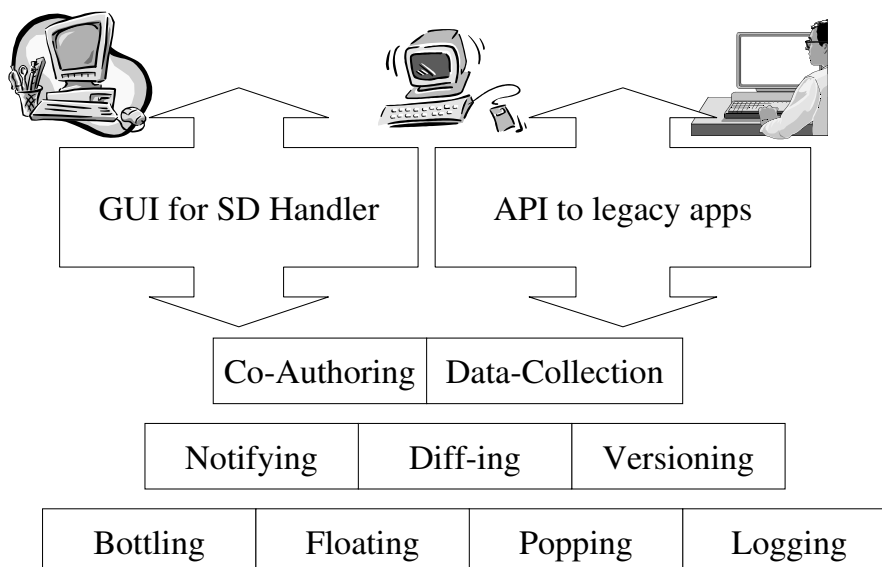 GUI for SD Handler
API to legacy apps
Co-Authoring
Data-Collection
Notifying
Diff-ing
Versioning
Bottling
Floating
Popping
Logging